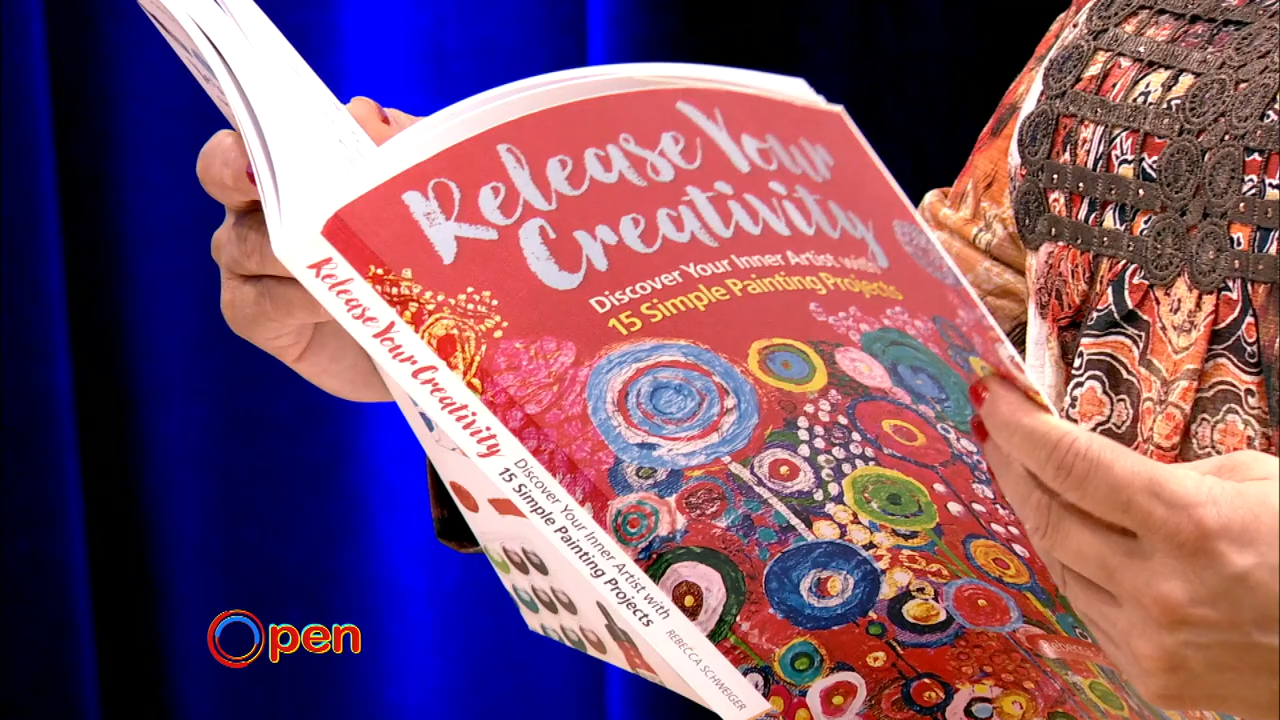 Release Your
Creativity
Discover Your Inner Artist with
15 Simple Painting Projects
Release Your Creativity
Discover Your Inner Artist with
15 Simple Painting Projects
REBECCA SCHWEIGER
Rebecca
Open